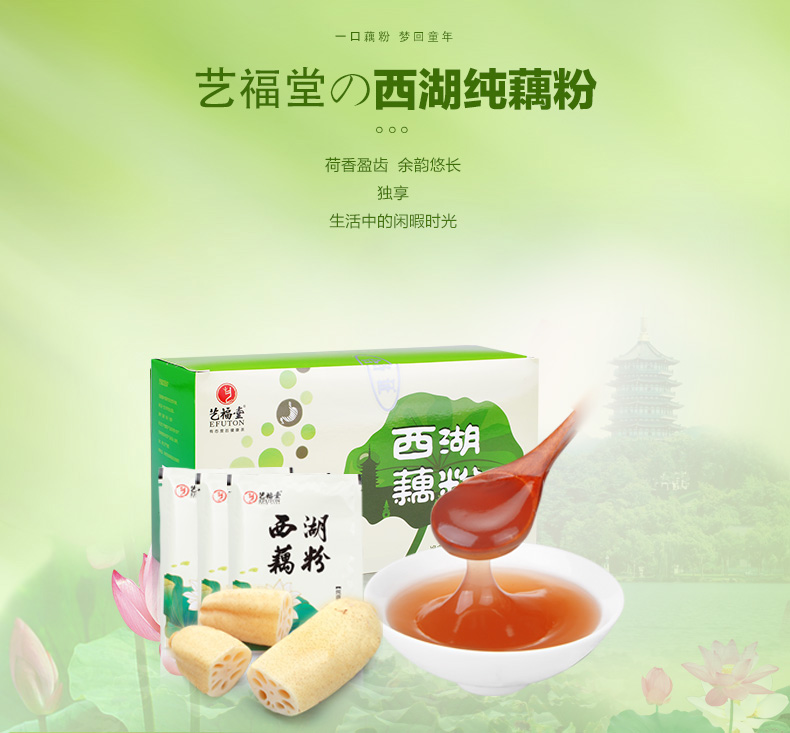 一口藕粉 梦回童年
艺福堂の西湖纯藕粉
荷香盈齿 余韵悠长
独享
生活中的闲暇时光
艺福堂
EFUTON
西湖
藕粉
艺福堂
西湖
藕粉